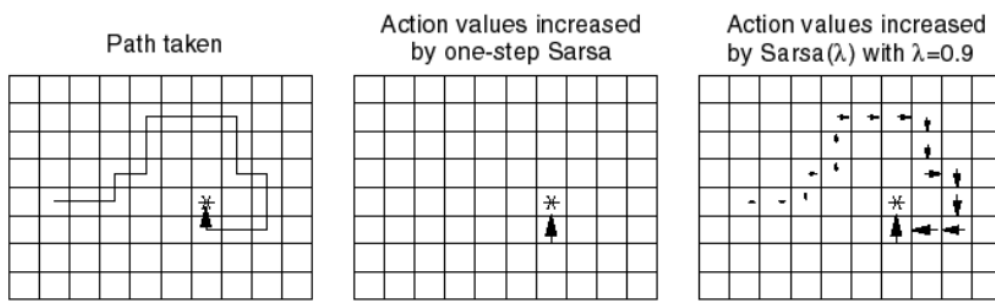 Path taken
Action values increased
by one-step Sarsa
Action values increased
by Sarsa(λ) with λ=0.9